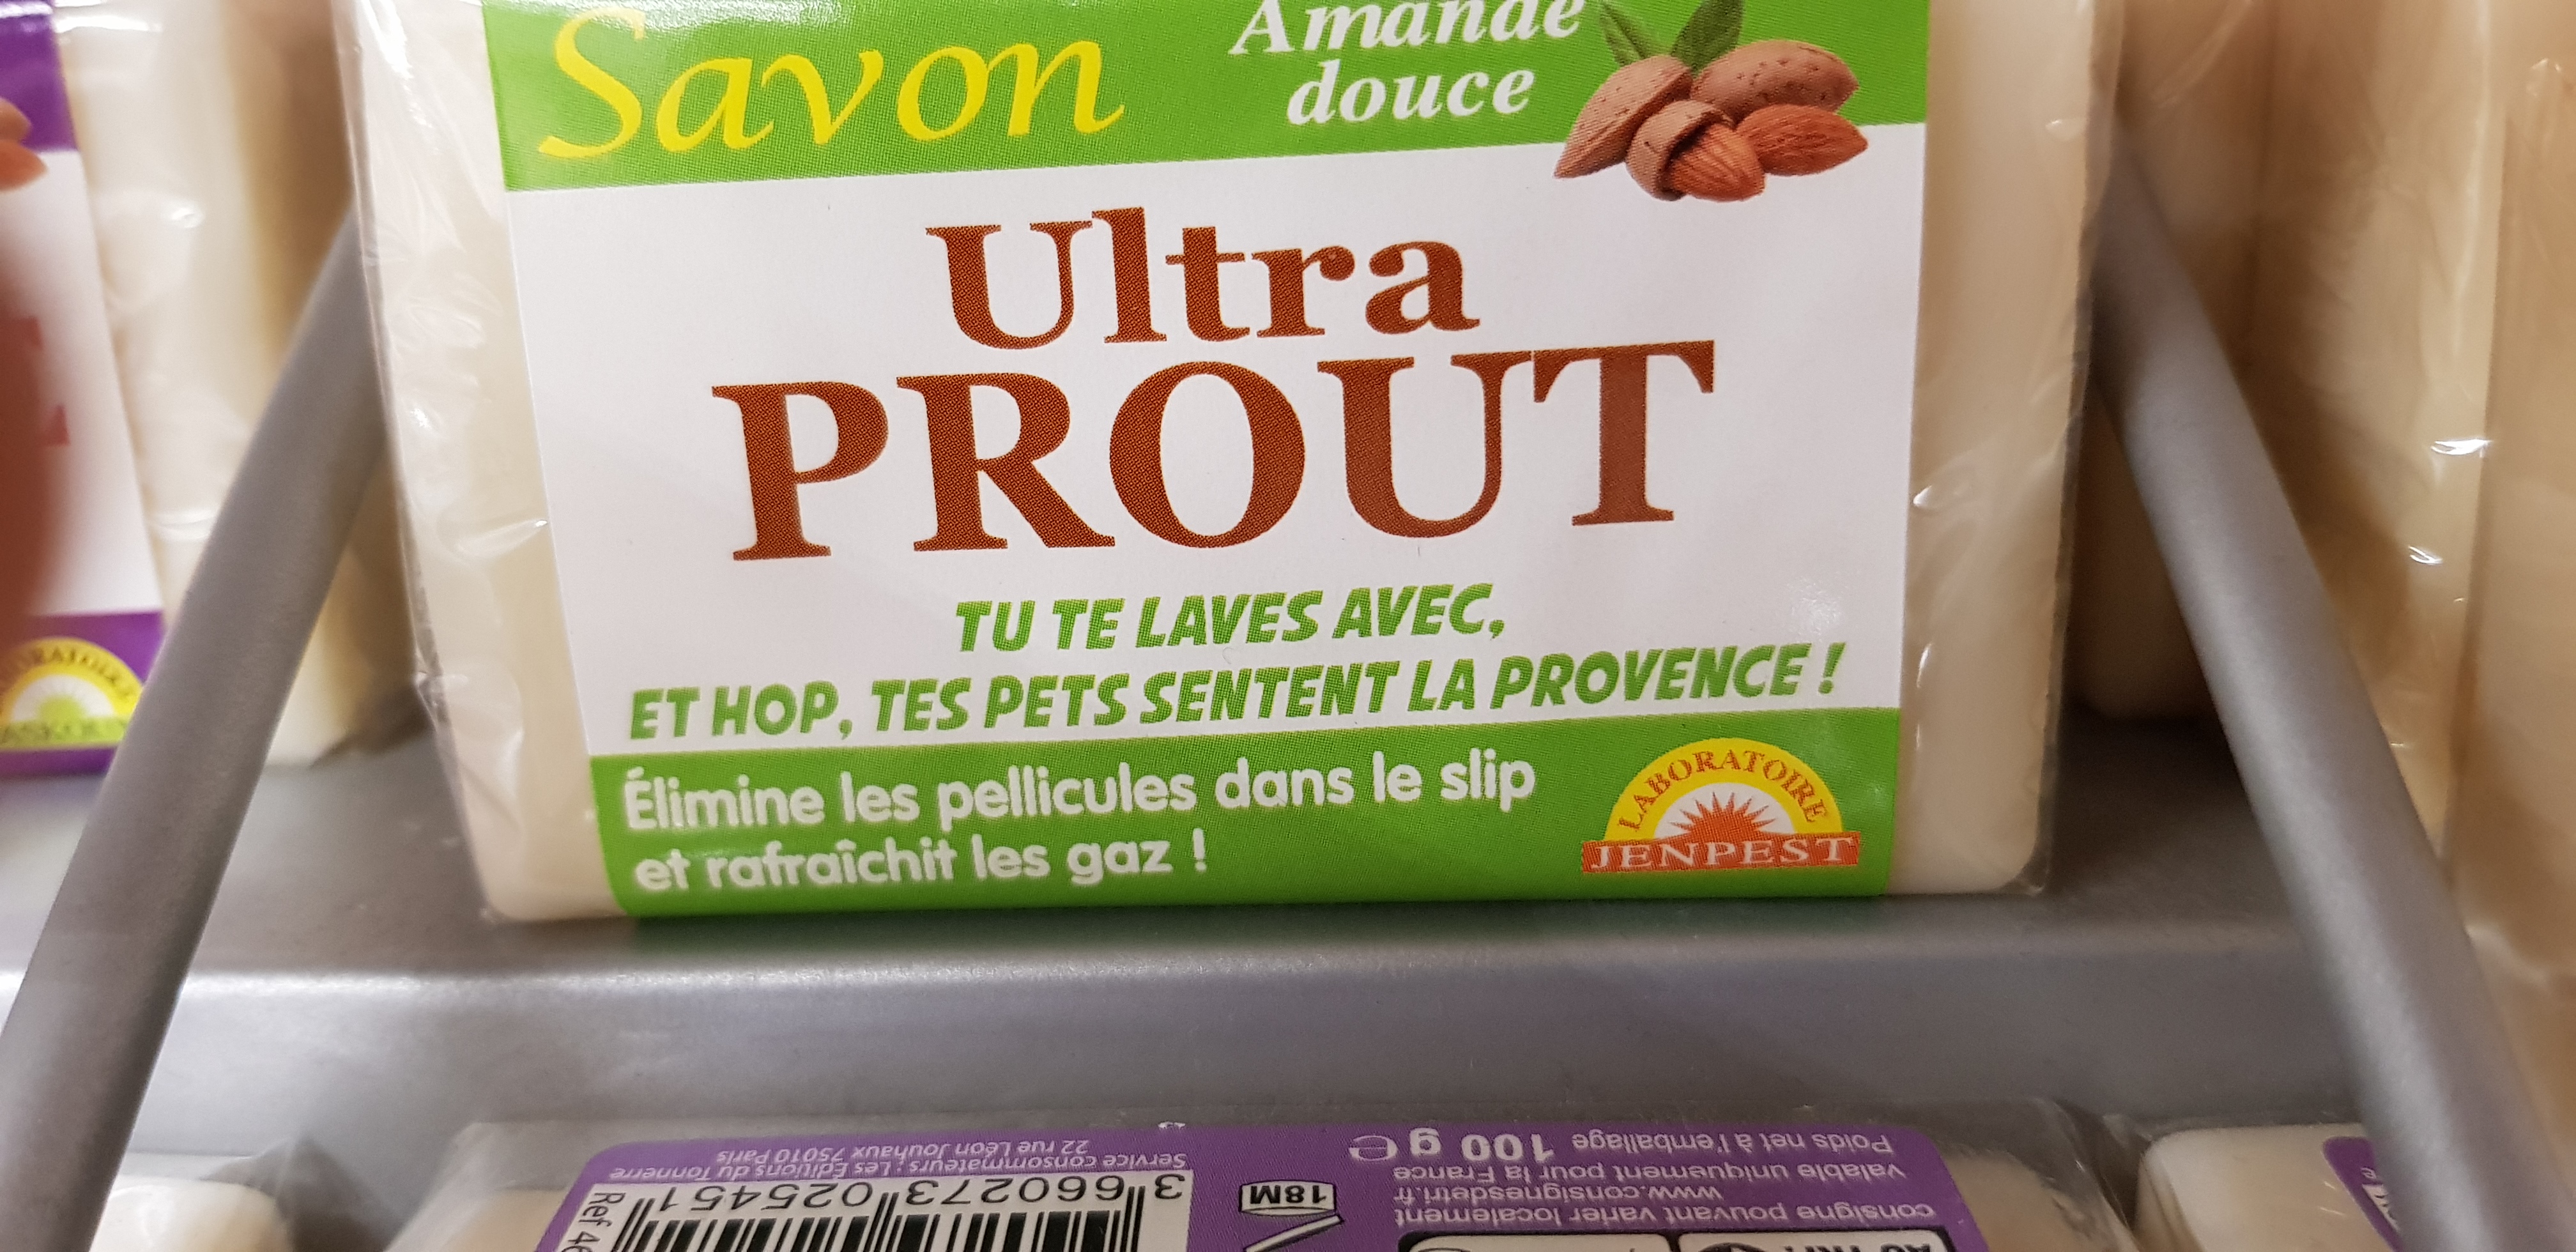 Savon
Amande
douce
Ultra
PROUT
TU TE LAVES AVEC,
ET HOP, TES PETS SENTENT LA PROVENCE !
Élimine les pellicules dans le slip
et rafraîchit les gaz !
LABORATOIRE
JENPEST
consigne pouvant varier localement
www.consignesdetri.fr
valable uniquement pour la France
Poids net à l'emballage 100 g e
18M
3 660273 025451
Service consommateurs : Les Éditions du Tonnerre
22 rue Léon Jouhaux 75010 Paris